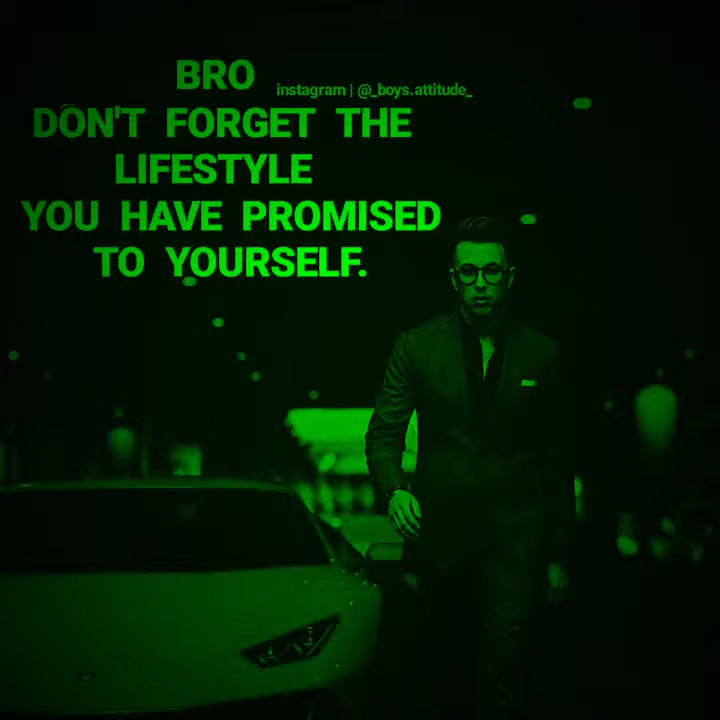 BRO
instagram | @_boys.attitude_
DON'T FORGET THE
LIFESTYLE
YOU HAVE PROMISED
TO YOURSELF.